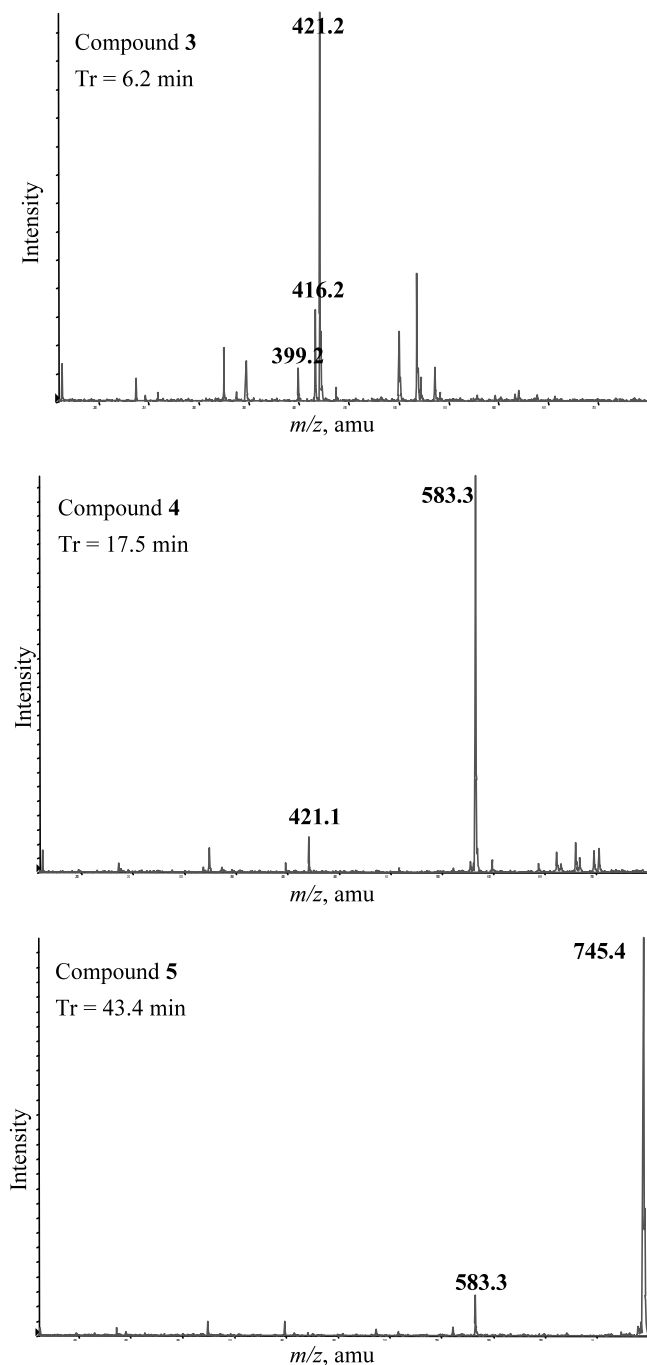 421.2
Compound 3
Tr = 6.2 min
416.2
399.2
Intensity
m/z, amu
583.3
Compound 4
Tr = 17.5 min
421.1
Intensity
m/z, amu
745.4
Compound 5
Tr = 43.4 min
583.3
Intensity
m/z, amu